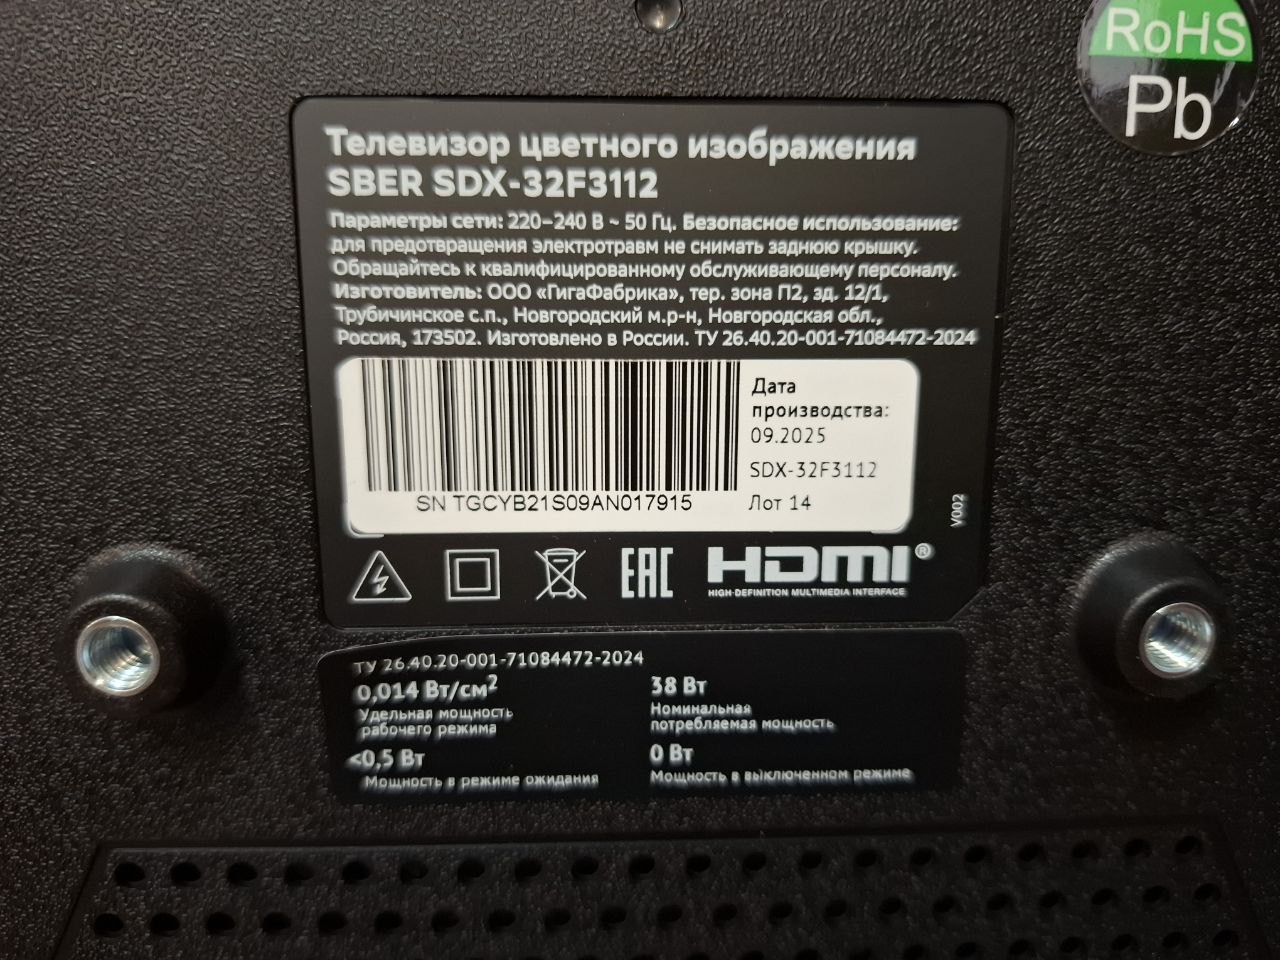 RoHS
Pb
Телевизор цветного изображения
SBER SDX-32F3112
Параметры сети: 220–240 В ~ 50 Гц. Безопасное использование:
для предотвращения электротравм не снимать заднюю крышку.
Обращайтесь к квалифицированному обслуживающему персоналу.
Изготовитель: ООО «ГигаФабрика», тер. зона П2, зд. 12/1,
Трубичинское с.п., Новгородский м.р-н, Новгородская обл.,
Россия, 173502. Изготовлено в России. ТУ 26.40.20-001-71084472-2024
Дата
производства:
09.2025
SDX-32F3112
Лот 14
SN TGCYB21S09AN017915
V002
EAC
HDMI®
HIGH-DEFINITION MULTIMEDIA INTERFACE
ТУ 26.40.20-001-71084472-2024
0,014 Вт/см²
Удельная мощность
рабочего режима
38 Вт
Номинальная
потребляемая мощность
<0,5 Вт
Мощность в режиме ожидания
0 Вт
Мощность в выключенном режиме